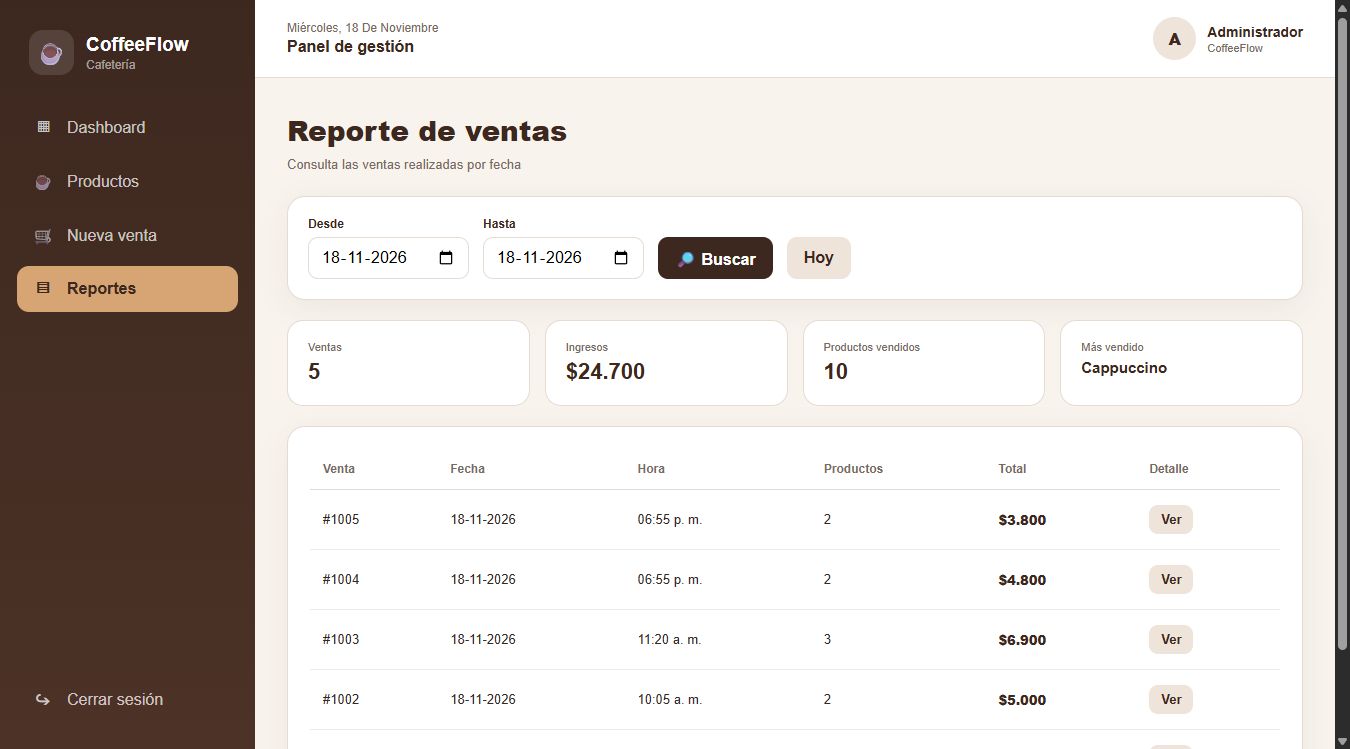 CoffeeFlow
Cafetería
Dashboard
Productos
Nueva venta
Reportes
Cerrar sesión
Miércoles, 18 De Noviembre
Panel de gestión
A
Administrador
CoffeeFlow
Reporte de ventas
Consulta las ventas realizadas por fecha
Desde Hasta
18-11-2026 18-11-2026 Buscar Hoy
Ventas Ingresos Productos vendidos Más vendido
5 $24.700 10 Cappuccino
Venta Fecha Hora Productos Total Detalle
#1005 18-11-2026 06:55 p. m. 2 $3.800 Ver
#1004 18-11-2026 06:55 p. m. 2 $4.800 Ver
#1003 18-11-2026 11:20 a. m. 3 $6.900 Ver
#1002 18-11-2026 10:05 a. m. 2 $5.000 Ver